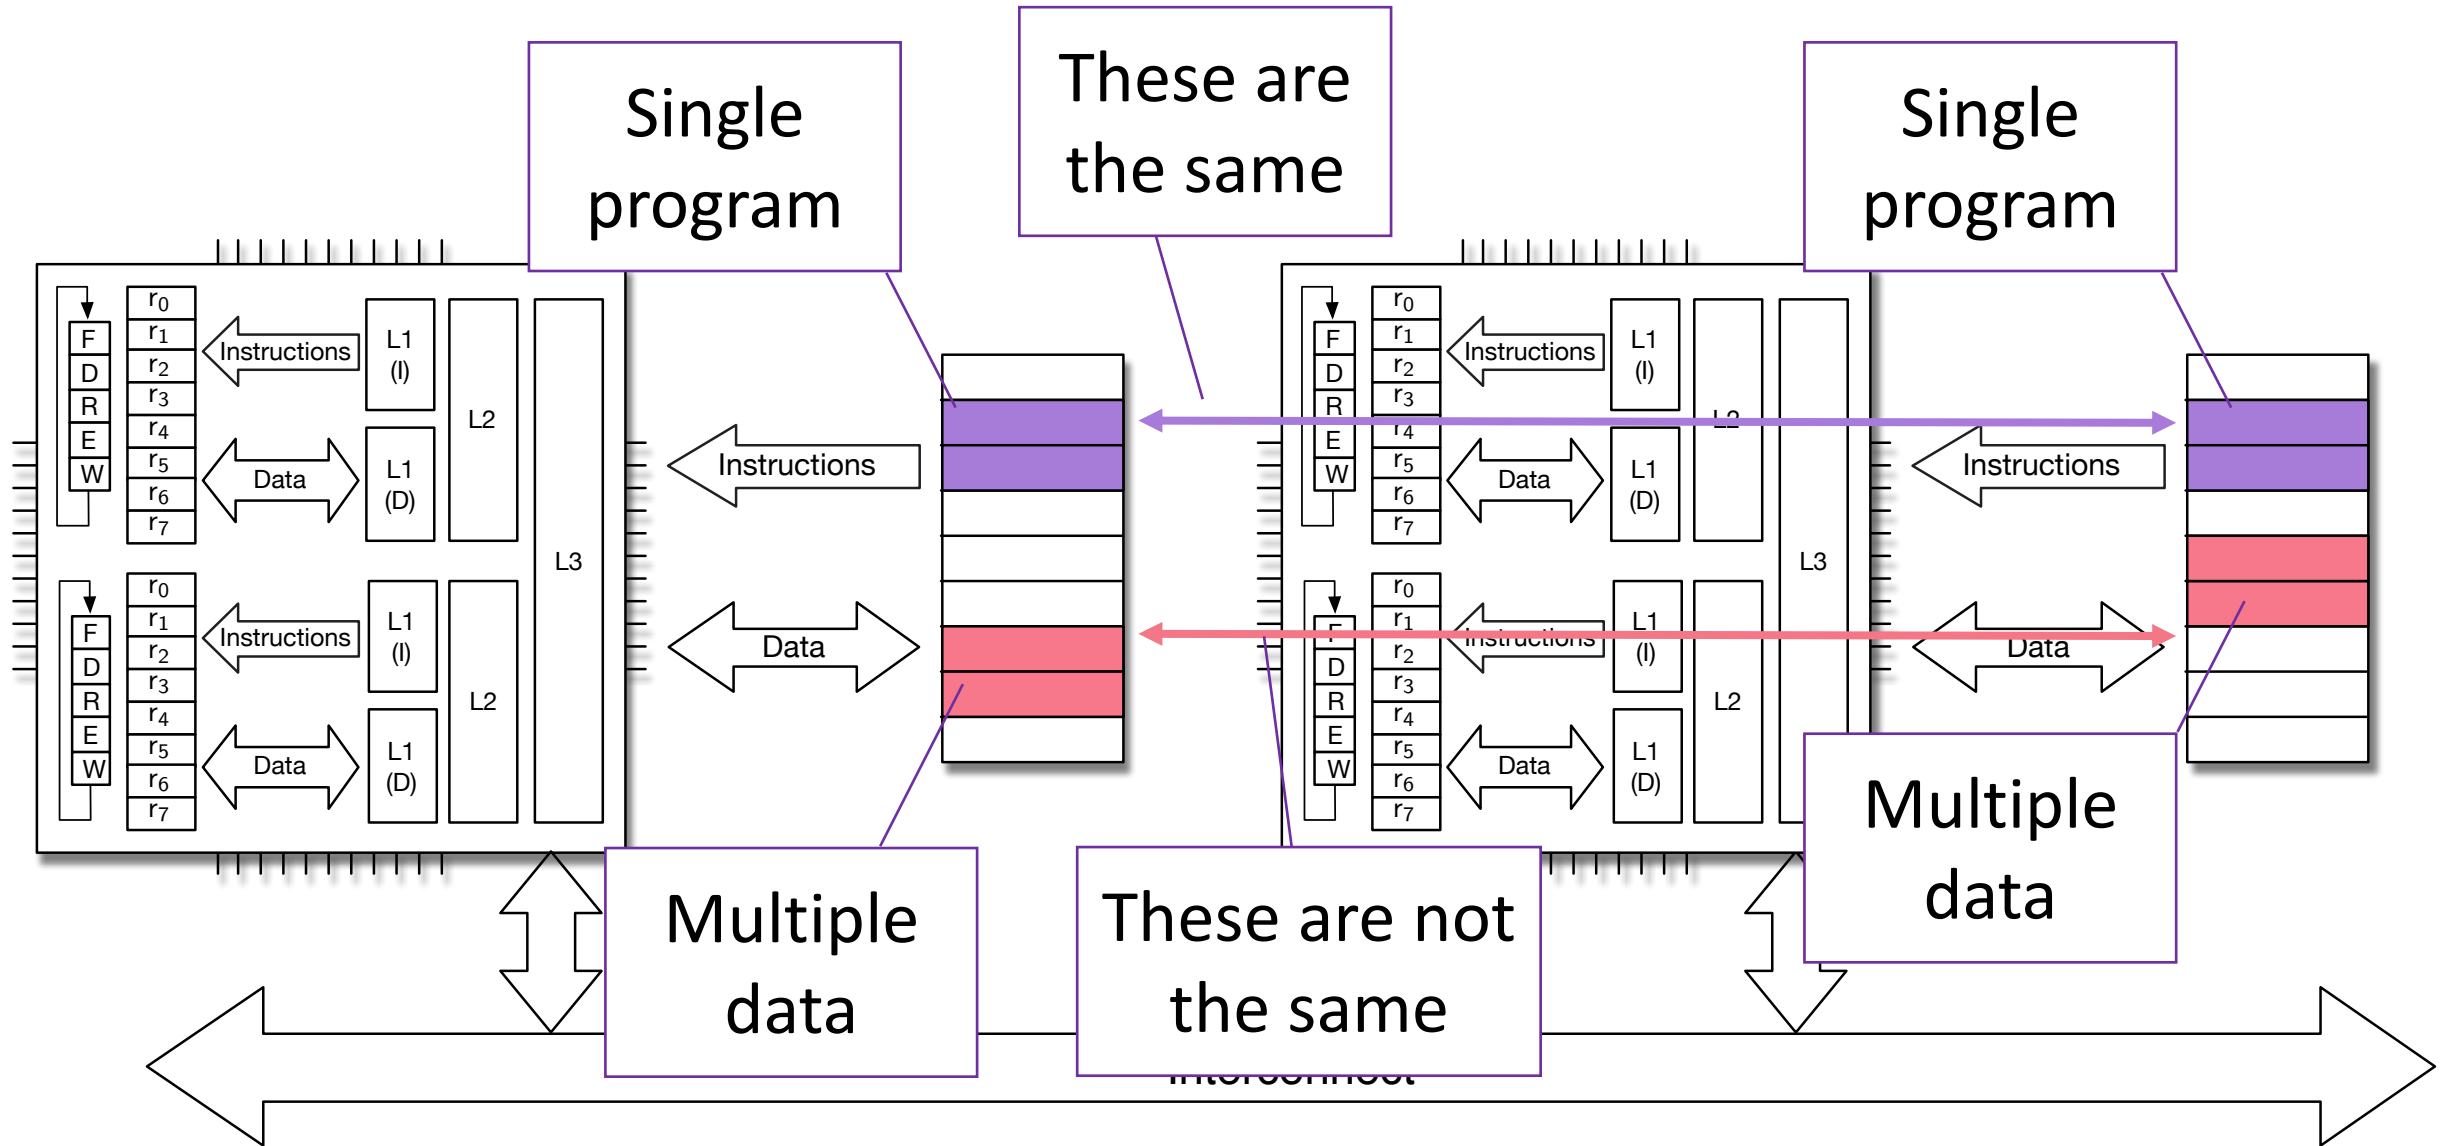 Single
program
These are
the same
Single
program
r0
r1
r2
r3
r4
r5
r6
r7
F
D
R
E
W
Instructions
Data
L1
(I)
L1
(D)
L2
r0
r1
r2
r3
r4
r5
r6
r7
F
D
R
E
W
Instructions
Data
L1
(I)
L1
(D)
L2
L3
Instructions
Data
r0
r1
r2
r3
r4
r5
r6
r7
F
D
R
E
W
Instructions
Data
L1
(I)
L1
(D)
L2
r0
r1
r2
r3
r4
r5
r6
r7
F
D
R
E
W
Instructions
Data
L1
(I)
L1
(D)
L2
L3
Instructions
Data
Multiple
data
These are not
the same
Multiple
data
Interconnect